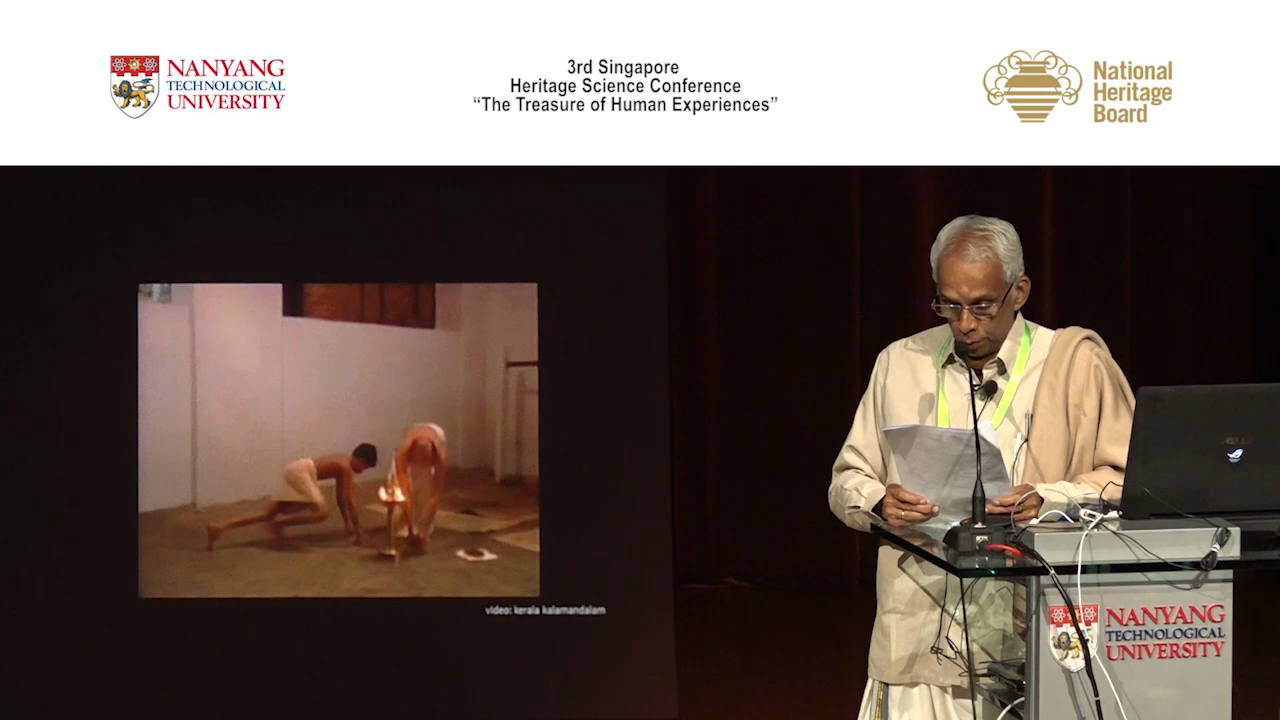 NANYANG
TECHNOLOGICAL
UNIVERSITY
3rd Singapore
Heritage Science Conference
“The Treasure of Human Experiences”
National
Heritage
Board
video: kerala kalamandalam
NANYANG
TECHNOLOGICAL
UNIVERSITY